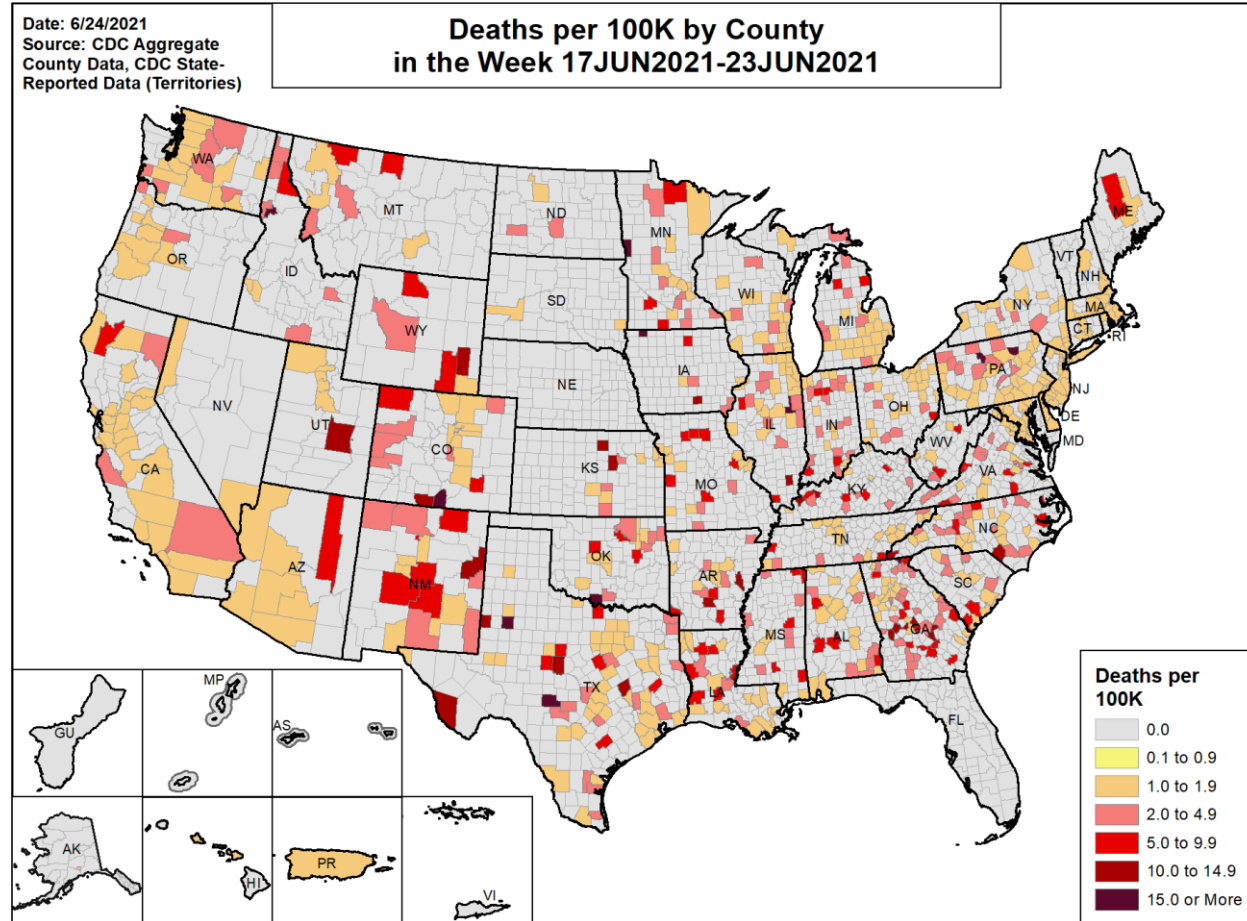 Date: 6/24/2021
Source: CDC Aggregate
County Data, CDC State-
Reported Data (Territories)
Deaths per 100K by County
in the Week 17JUN2021-23JUN2021
WA
MT
ND
MN
ME
VT
NH
OR
ID
WY
SD
WI
MI
NY
MA
CT
RI
NV
UT
CO
NE
IA
IL
IN
OH
PA
NJ
DE
MD
WV
VA
CA
KS
MO
KY
NC
TN
AZ
NM
OK
AR
SC
MS
AL
GA
TX
LA
FL
GU
MP
AS
AK
HI
PR
VI
Deaths per
100K
0.0
0.1 to 0.9
1.0 to 1.9
2.0 to 4.9
5.0 to 9.9
10.0 to 14.9
15.0 or More